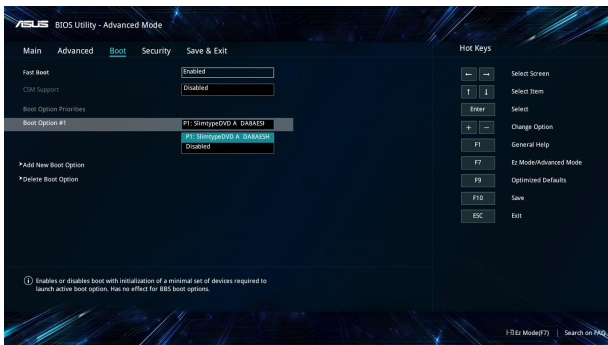 ASUS BIOS Utility - Advanced Mode
Main Advanced Boot Security Save & Exit
Hot Keys
Fast Boot Enabled
CSM Support Disabled
Boot Option Priorities
Boot Option #1 P1: SlimtypeDVD A DA8AESI
P1: SlimtypeDVD A DA8AESH
Disabled
Add New Boot Option
Delete Boot Option
← → Select Screen
↑ ↓ Select Item
Enter Select
+ − Change Option
F1 General Help
F7 Ez Mode/Advanced Mode
F9 Optimized Defaults
F10 Save
ESC Exit
Enables or disables boot with initialization of a minimal set of devices required to
launch active boot option. Has no effect for BBS boot options.
Ez Mode(F7) | Search on FAQ